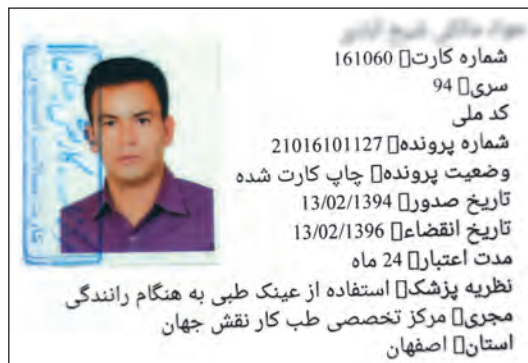 شماره کارت 161060
سری 94
کد ملی
شماره پرونده 21016101127
وضعیت پرونده چاپ کارت شده
تاریخ صدور 13/02/1394
تاریخ انقضاء 13/02/1396
مدت اعتبار 24 ماه
نظریه پزشک استفاده از عینک طبی به هنگام رانندگی
مجری مرکز تخصصی طب کار نقش جهان
استان اصفهان